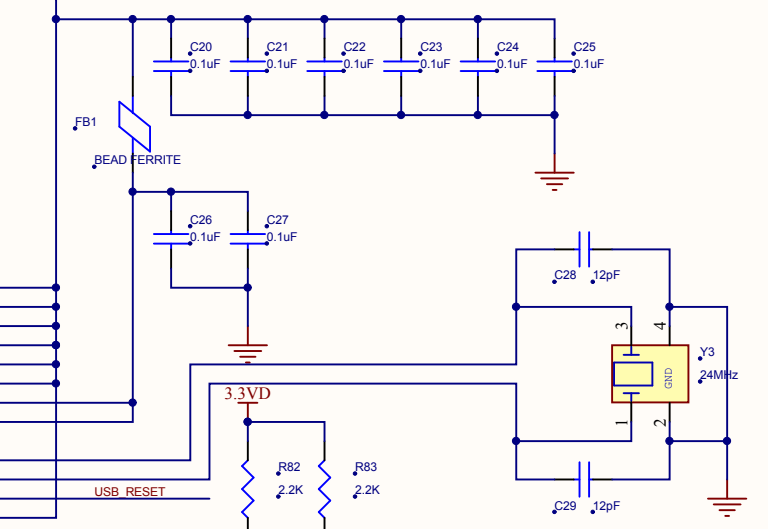 C20 C21 C22 C23 C24 C25
0.1uF 0.1uF 0.1uF 0.1uF 0.1uF 0.1uF
FB1
BEAD FERRITE
C26 C27
0.1uF 0.1uF
C28 12pF
3 4
Y3
GND
24MHz
3.3VD
1 2
R82 R83
2.2K 2.2K
USB_RESET
C29 12pF